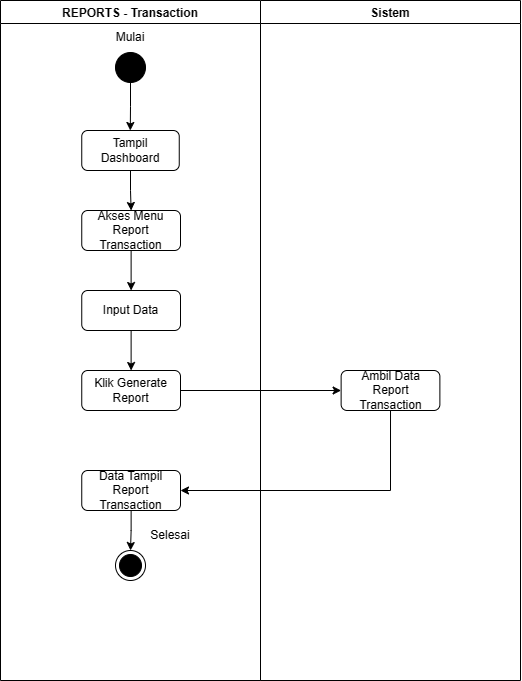 REPORTS - Transaction
Sistem
Mulai
Tampil
Dashboard
Akses Menu
Report
Transaction
Input Data
Klik Generate
Report
Ambil Data
Report
Transaction
Data Tampil
Report
Transaction
Selesai